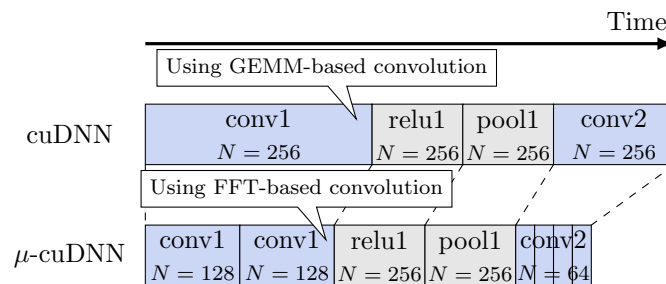 Time
Using GEMM-based convolution
cuDNN
conv1 relu1 pool1 conv2
N = 256 N = 256 N = 256 N = 256
Using FFT-based convolution
μ-cuDNN
conv1 conv1 relu1 pool1 conv2
N = 128 N = 128 N = 256 N = 256 N = 64